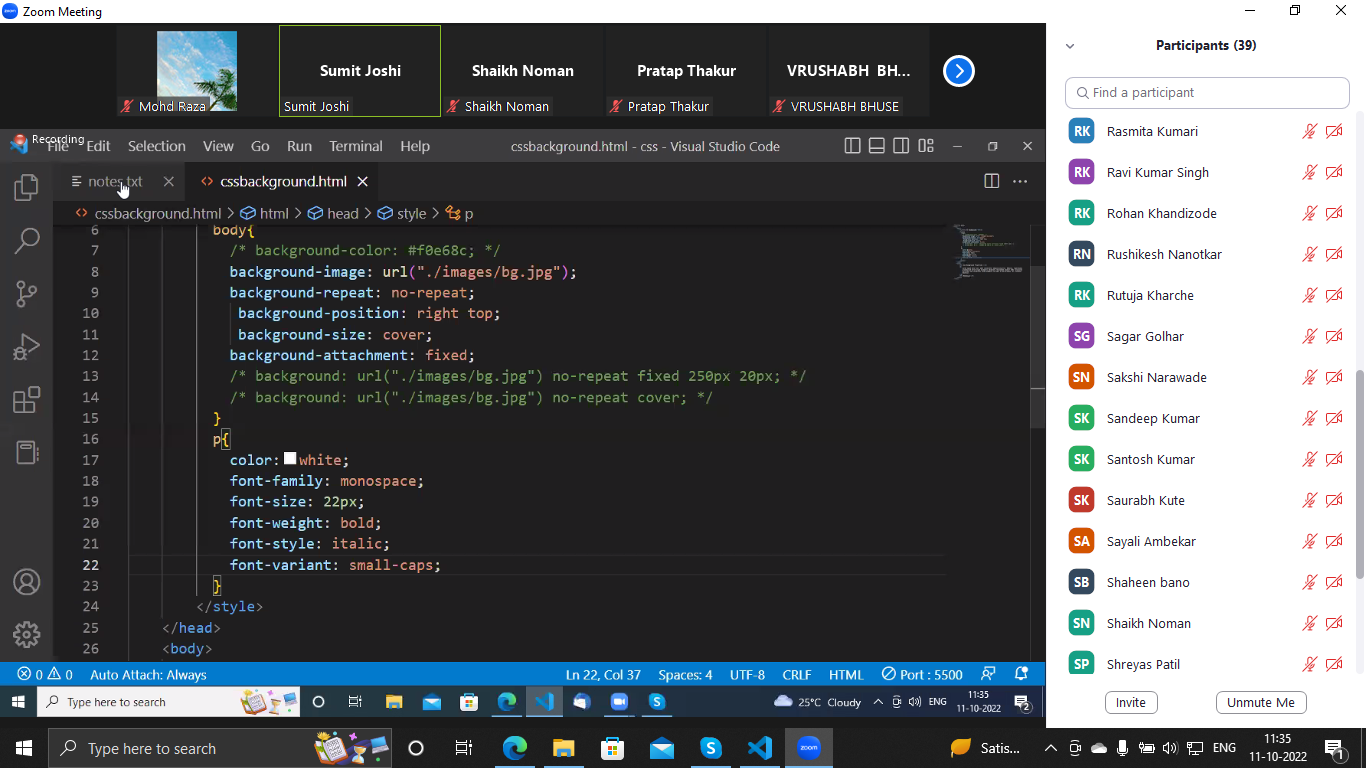 Zoom Meeting
Mohd Raza
Sumit Joshi
Sumit Joshi
Shaikh Noman
Shaikh Noman
Pratap Thakur
Pratap Thakur
VRUSHABH BH...
VRUSHABH BHUSE
Recording
File Edit Selection View Go Run Terminal Help
cssbackground.html - css - Visual Studio Code
notes.txt
cssbackground.html
cssbackground.html > html > head > style > p
6 body{
7 /* background-color: #f0e68c; */
8 background-image: url("./images/bg.jpg");
9 background-repeat: no-repeat;
10 background-position: right top;
11 background-size: cover;
12 background-attachment: fixed;
13 /* background: url("./images/bg.jpg") no-repeat fixed 250px 20px; */
14 /* background: url("./images/bg.jpg") no-repeat cover; */
15 }
16 p{
17 color: white;
18 font-family: monospace;
19 font-size: 22px;
20 font-weight: bold;
21 font-style: italic;
22 font-variant: small-caps;
23 }
24 </style>
25 </head>
26 <body>
0 0 Auto Attach: Always
Ln 22, Col 37 Spaces: 4 UTF-8 CRLF HTML Port : 5500
Type here to search
25°C Cloudy
ENG
11:35
11-10-2022
2
Participants (39)
Find a participant
RK Rasmita Kumari
RK Ravi Kumar Singh
RK Rohan Khandizode
RN Rushikesh Nanotkar
RK Rutuja Kharche
SG Sagar Golhar
SN Sakshi Narawade
SK Sandeep Kumar
SK Santosh Kumar
SK Saurabh Kute
SA Sayali Ambekar
SB Shaheen bano
SN Shaikh Noman
SP Shreyas Patil
Invite
Unmute Me
Type here to search
zoom
Satis...
ENG
11:35
11-10-2022
1